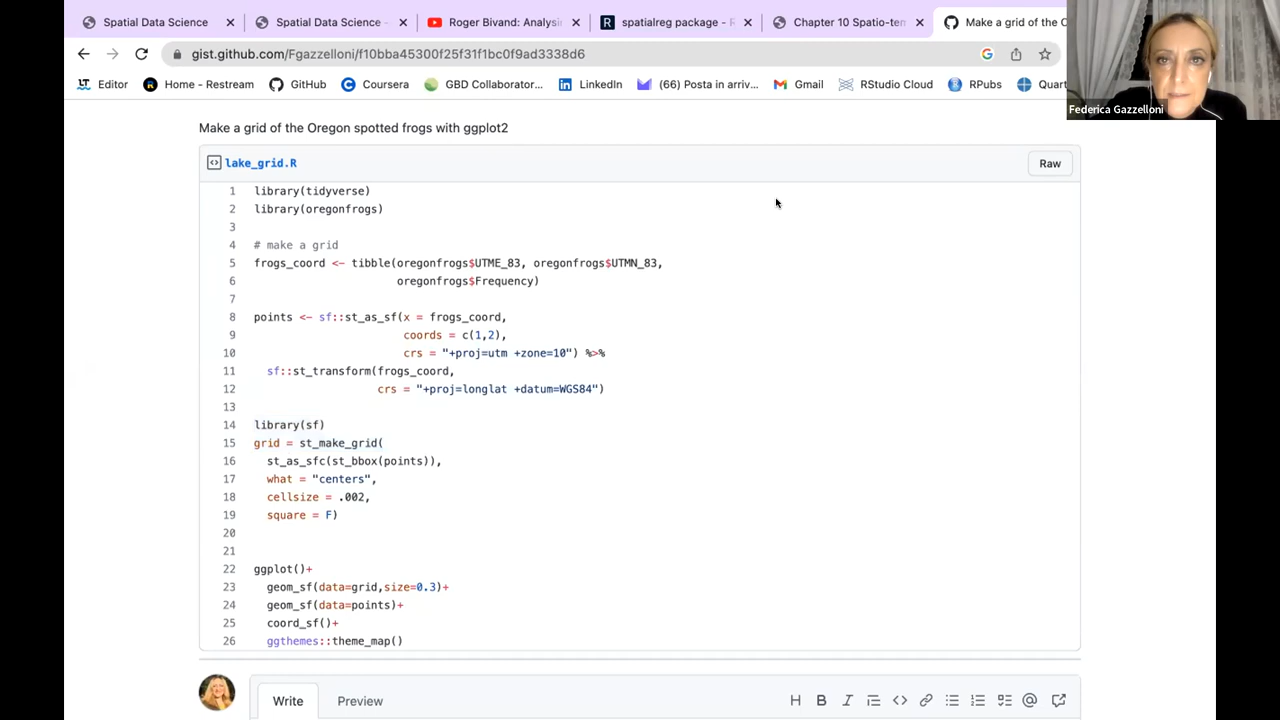 Spatial Data Science
Spatial Data Science -
Roger Bivand: Analysi
spatialreg package - R
Chapter 10 Spatio-tem
Make a grid of the O
gist.github.com/Fgazzelloni/f10bba45300f25f31f1bc0f9ad3338d6
Editor
Home - Restream
GitHub
Coursera
GBD Collaborator...
LinkedIn
(66) Posta in arriv...
Gmail
RStudio Cloud
RPubs
Quart
Federica Gazzelloni
Make a grid of the Oregon spotted frogs with ggplot2
lake_grid.R
Raw
1 library(tidyverse)
2 library(oregonfrogs)
3
4 # make a grid
5 frogs_coord <- tibble(oregonfrogs$UTME_83, oregonfrogs$UTMN_83,
6 oregonfrogs$Frequency)
7
8 points <- sf::st_as_sf(x = frogs_coord,
9 coords = c(1,2),
10 crs = "+proj=utm +zone=10") %>%
11 sf::st_transform(frogs_coord,
12 crs = "+proj=longlat +datum=WGS84")
13
14 library(sf)
15 grid = st_make_grid(
16 st_as_sfc(st_bbox(points)),
17 what = "centers",
18 cellsize = .002,
19 square = F)
20
21
22 ggplot()+
23 geom_sf(data=grid,size=0.3)+
24 geom_sf(data=points)+
25 coord_sf()+
26 ggthemes::theme_map()
Write
Preview